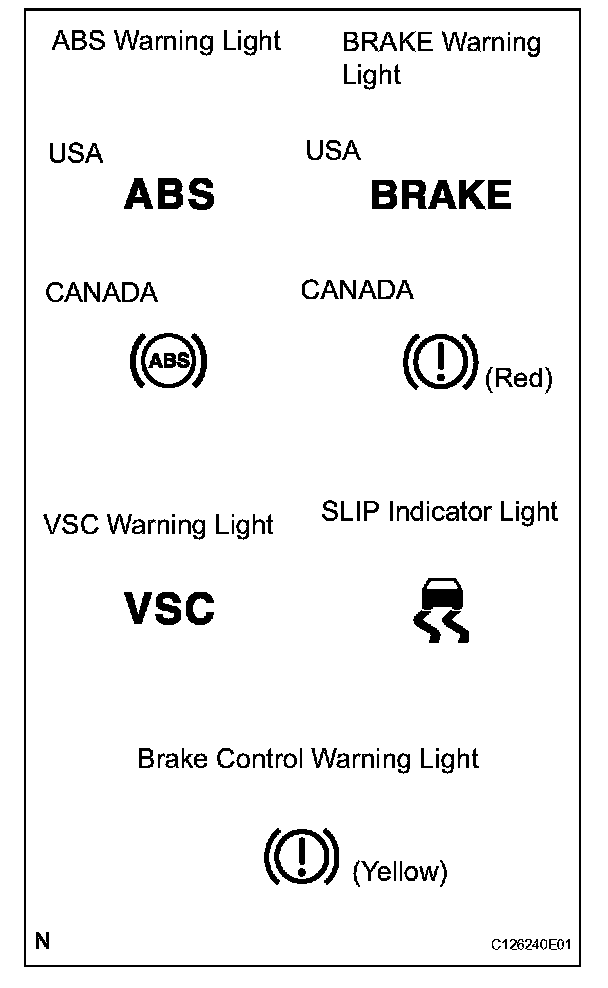 ABS Warning Light
BRAKE Warning
Light
USA
ABS
USA
BRAKE
CANADA
ABS
CANADA
! (Red)
VSC Warning Light
VSC
SLIP Indicator Light
Brake Control Warning Light
! (Yellow)
N
C126240E01